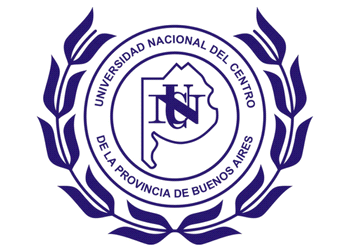 UNIVERSIDAD NACIONAL DEL CENTRO
DE LA PROVINCIA DE BUENOS AIRES
UNC